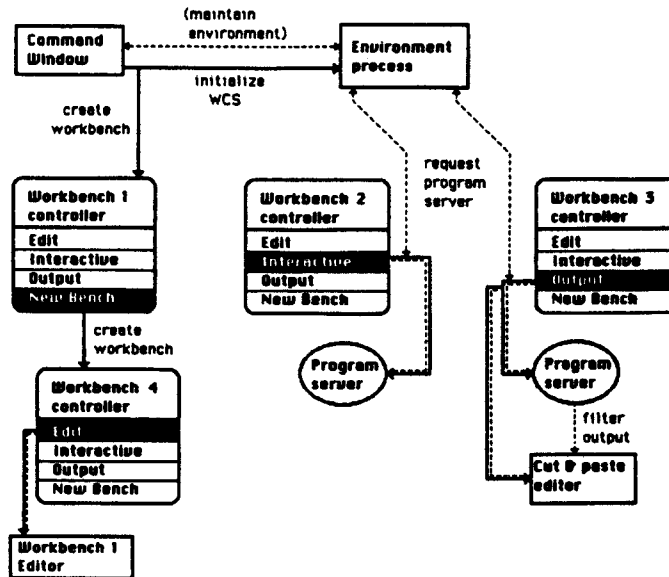 (maintain
environment)
Command
Window
Environment
process
initialize
WCS
create
workbench
request
program
server
Workbench 1
controller
Edit
Interactive
Output
New Bench
Workbench 2
controller
Edit
Interactive
Output
New Bench
Workbench 3
controller
Edit
Interactive
Output
New Bench
create
workbench
Program
server
Program
server
Workbench 4
controller
Edit
Interactive
Output
New Bench
filter
output
Cut & paste
editor
Workbench 1
Editor